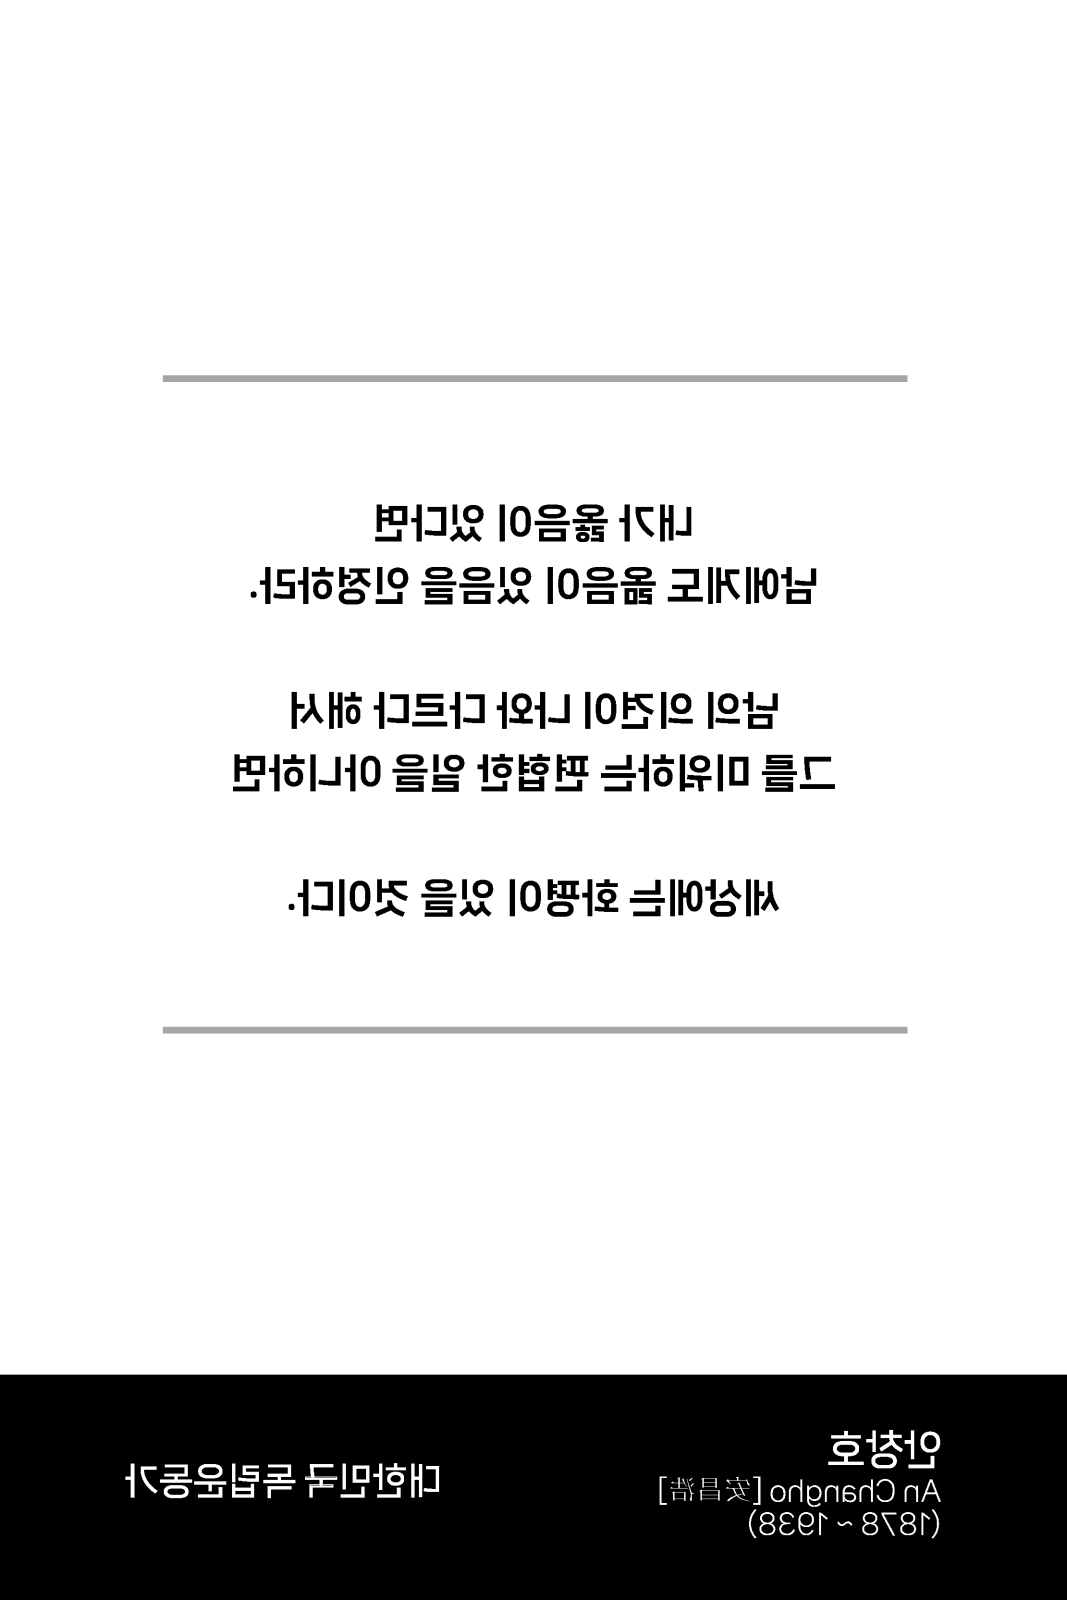 내가 옳음이 있다면
남에게도 옮음이 있음을 인정하라.
남의 의견이 나와 다르다 해서
그를 미워하는 편협한 일을 아니하면
세상에는 화평이 있을 것이다.
안창호
An Changho [安昌浩]
(1878 ~ 1938)
대한민국 독립운동가